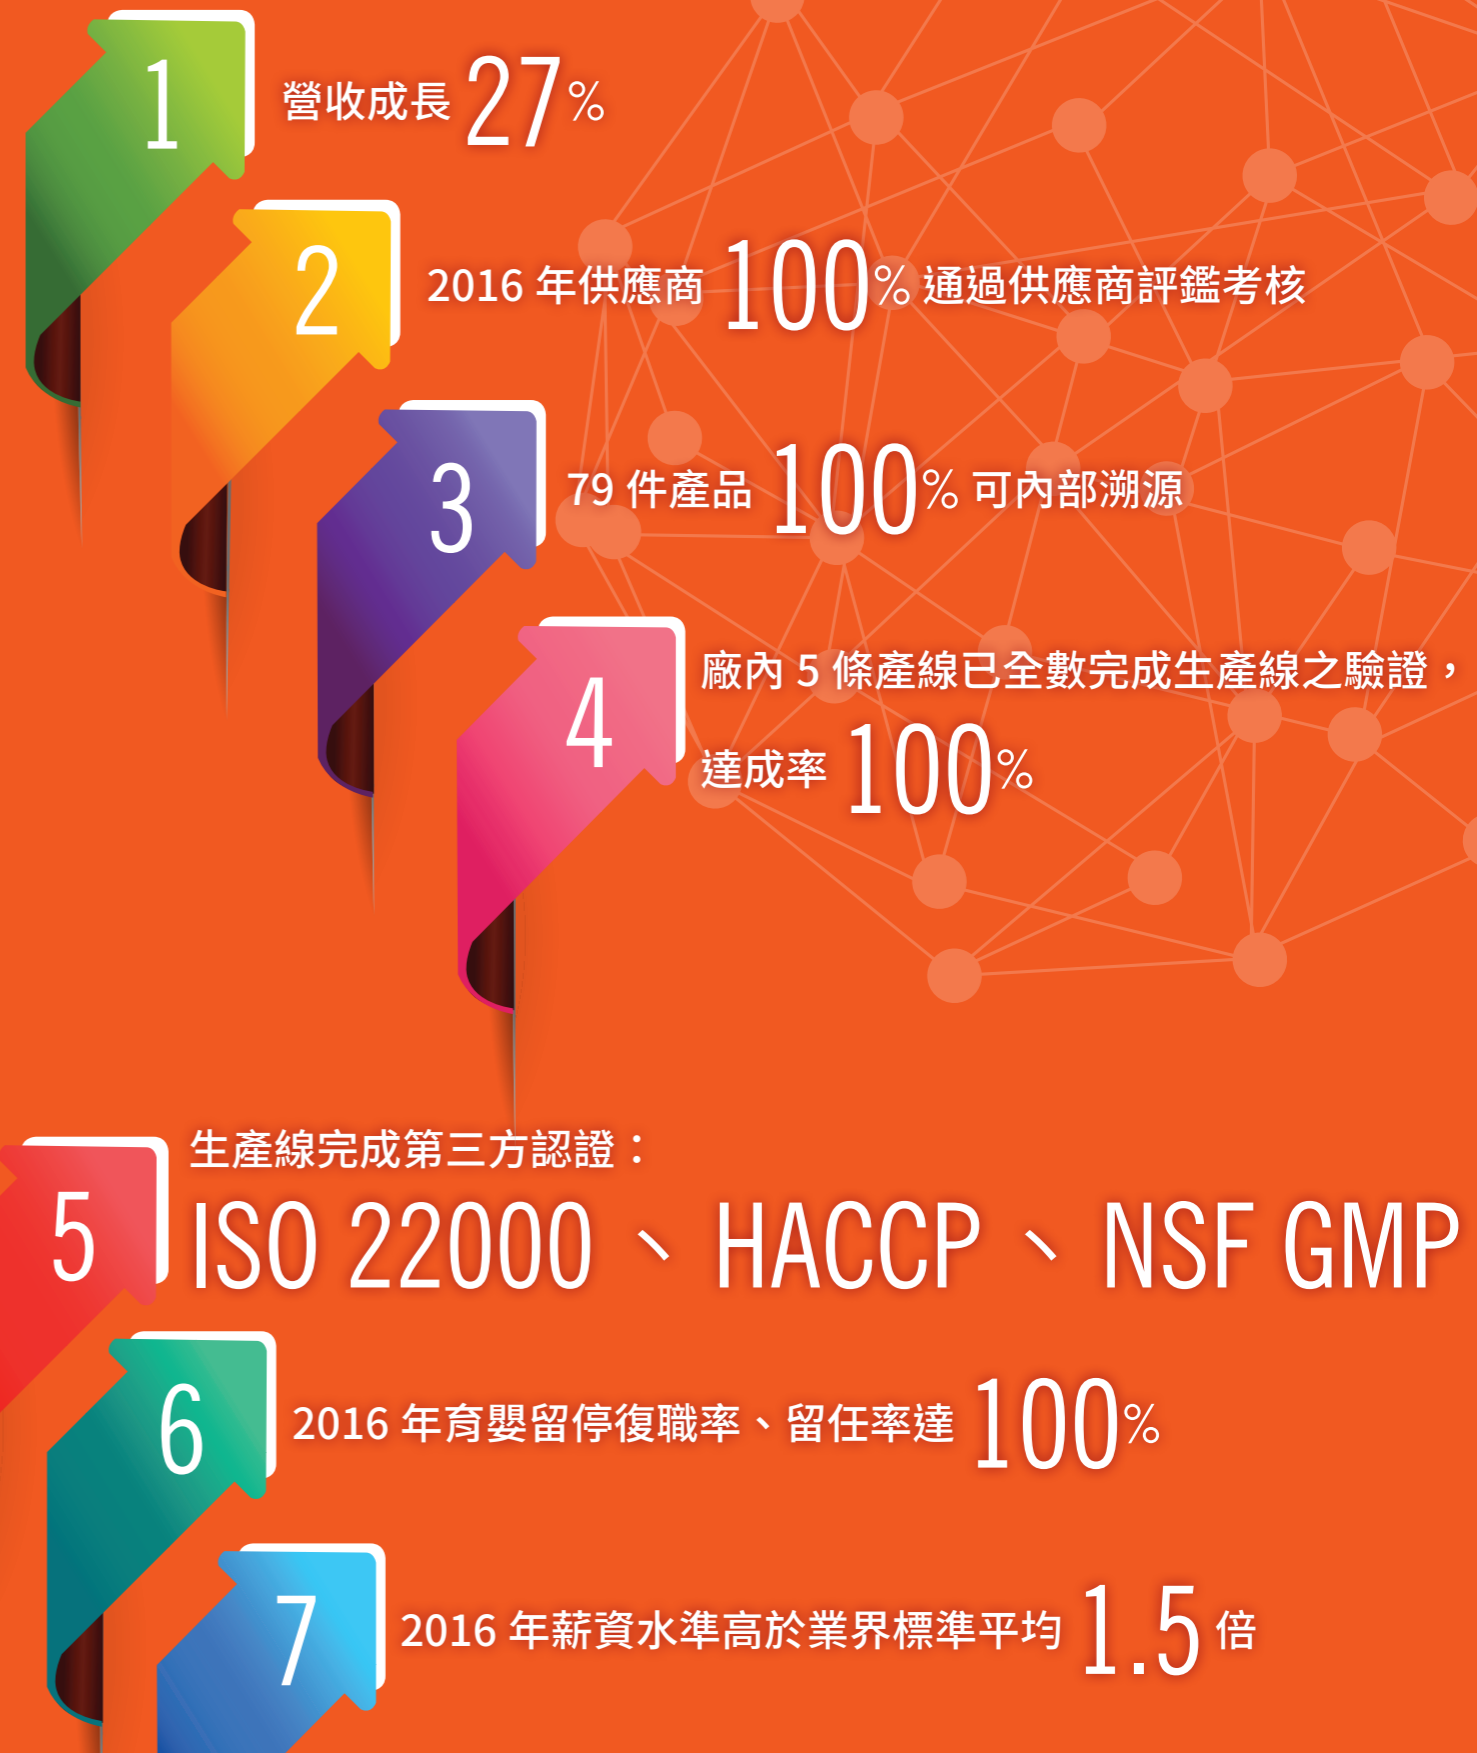 1
營收成長 27%
2
2016 年供應商 100% 通過供應商評鑑考核
3
79 件產品 100% 可內部溯源
4
廠內 5 條產線已全數完成生產線之驗證，
達成率 100%
5
生產線完成第三方認證：
ISO 22000 、 HACCP 、 NSF GMP
6
2016 年育嬰留停復職率、留任率達 100%
7
2016 年薪資水準高於業界標準平均 1.5 倍